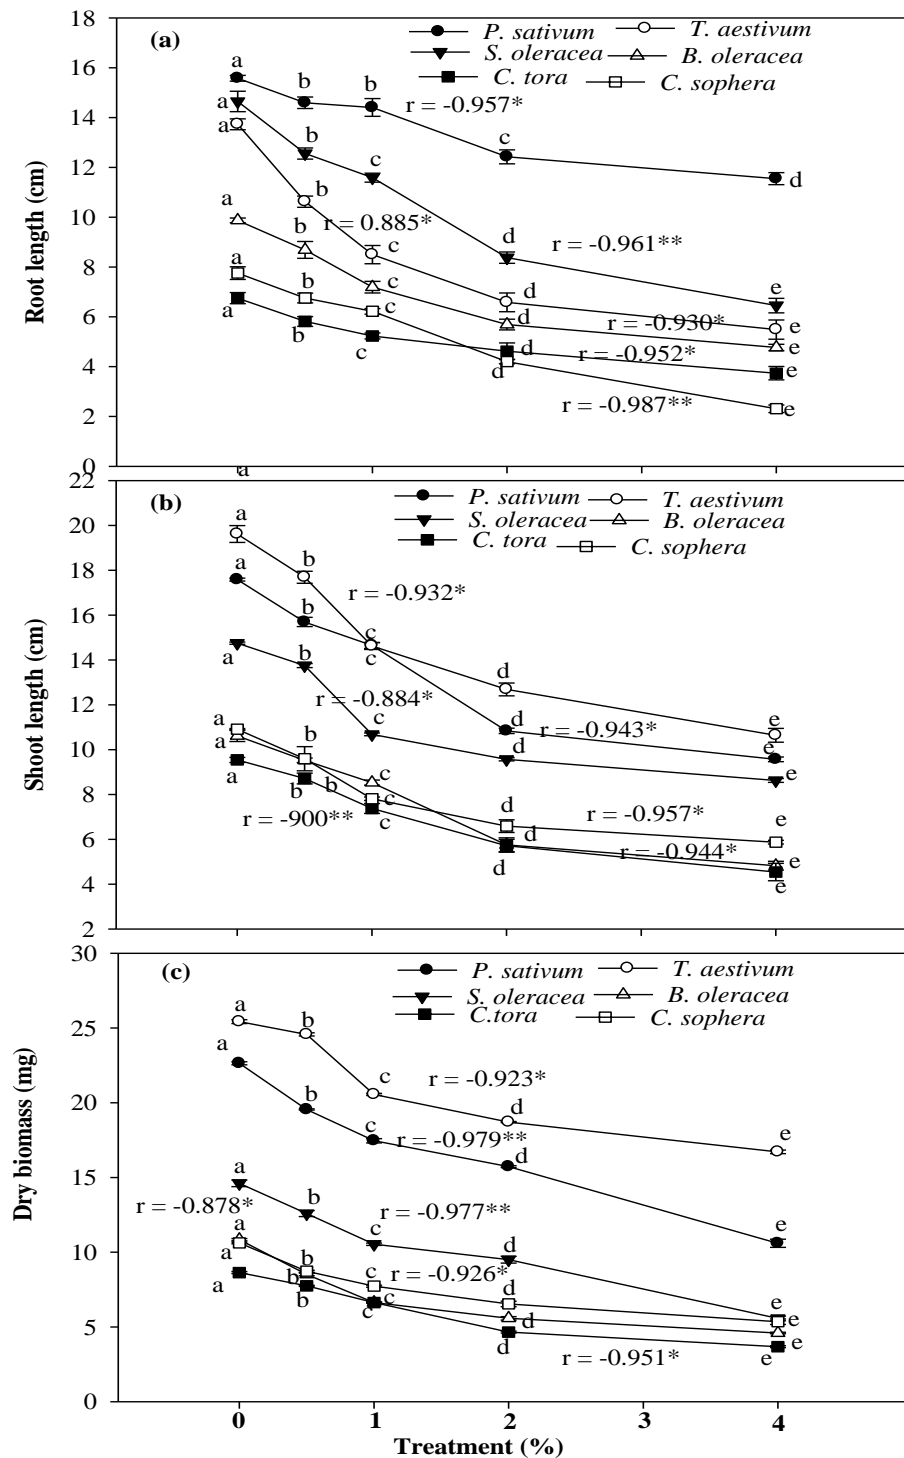 18
(a)
P. sativum
T. aestivum
S. oleracea
B. oleracea
C. tora
C. sophera
16
14
12
10
8
6
4
2
0
Root length (cm)
a
b
b
c
d
r = -0.957*
a
b
c
d
e
r = -0.961**
a
b
c
d
e
r = 0.885*
a
b
c
d
e
r = -0.930*
a
b
c
d
e
r = -0.952*
a
b
c
d
e
r = -0.987**
a
22
(b)
P. sativum
T. aestivum
S. oleracea
B. oleracea
C. tora
C. sophera
20
18
16
14
12
10
8
6
4
2
Shoot length (cm)
a
b
c
d
e
r = -0.932*
a
b
c
d
e
r = -0.943*
a
b
c
d
e
r = -0.884*
a
b
c
d
e
r = -0.957*
a
b
c
d
e
r = -0.944*
a
b
c
d
e
r = -900**
30
(c)
P. sativum
T. aestivum
S. oleracea
B. oleracea
C.tora
C. sophera
25
20
15
10
5
0
Dry biomass (mg)
a
b
c
d
e
r = -0.923*
a
b
c
d
e
r = -0.979**
a
b
c
d
e
r = -0.977**
r = -0.878*
a
b
c
d
e
r = -0.926*
a
b
c
d
e
a
b
c
d
e
r = -0.951*
0
1
2
3
4
Treatment (%)